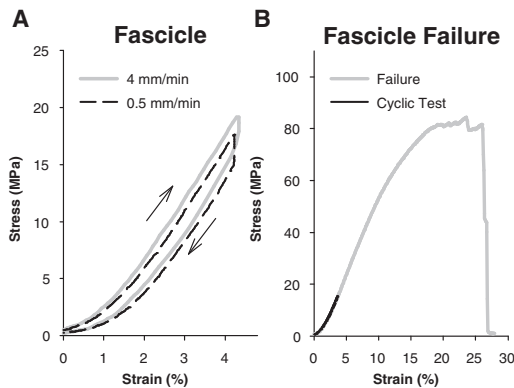 A
Fascicle
25
20
15
10
5
0
Stress (MPa)
4 mm/min
0.5 mm/min
0 1 2 3 4
Strain (%)
B
Fascicle Failure
100
80
60
40
20
0
Stress (MPa)
Failure
Cyclic Test
0 5 10 15 20 25 30
Strain (%)